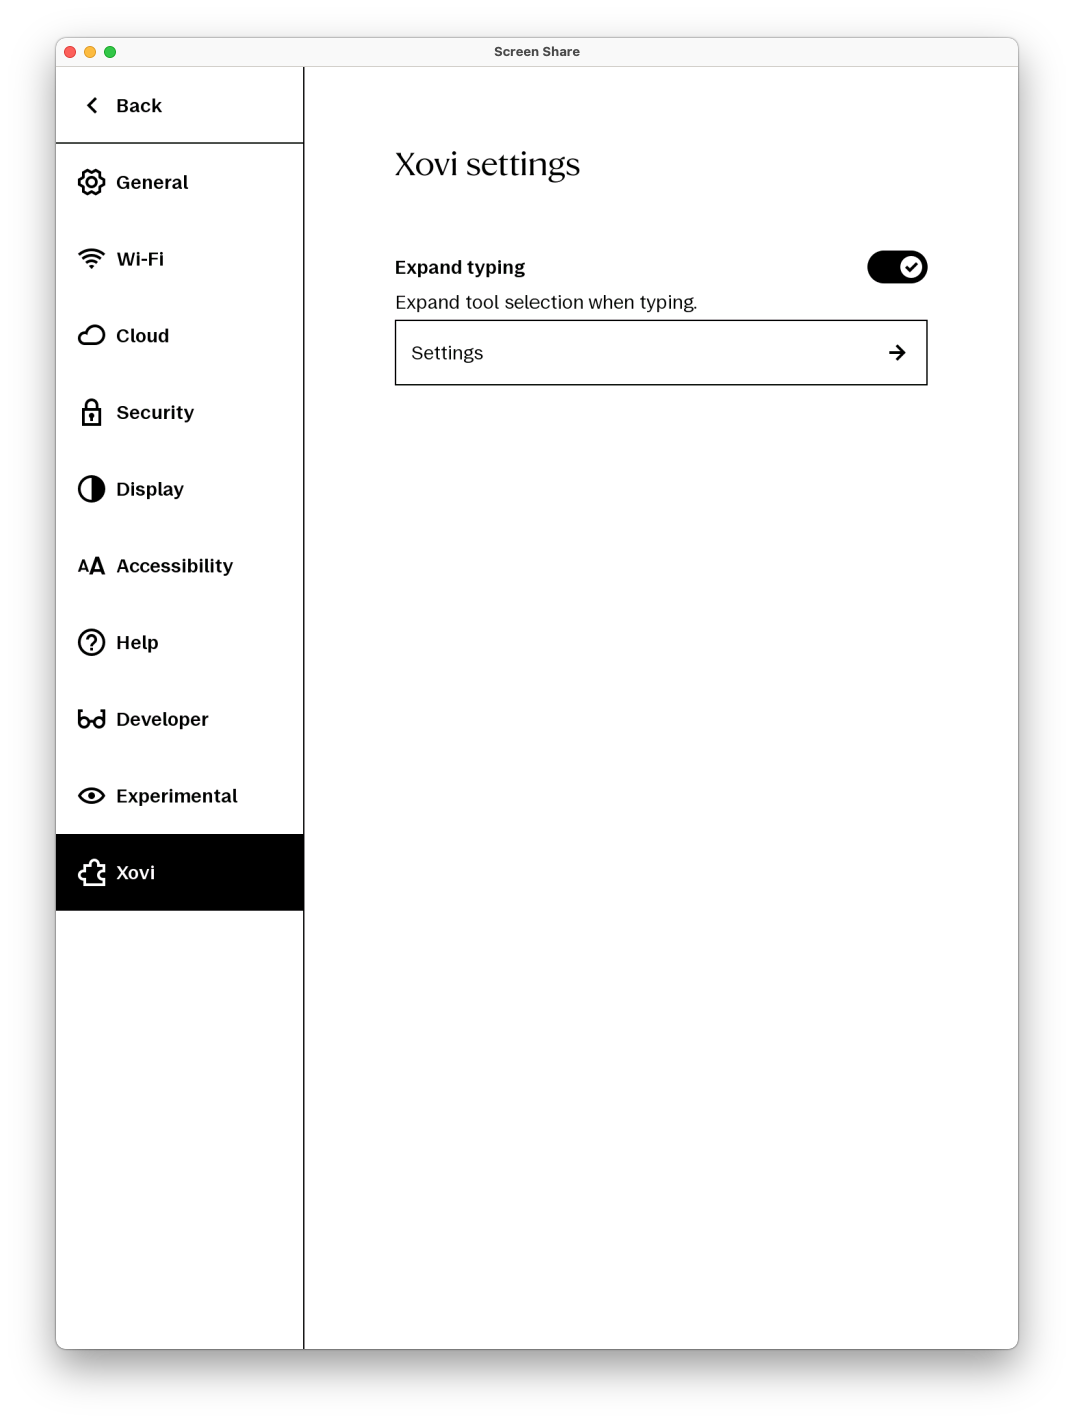 Screen Share
Back
General
Wi-Fi
Cloud
Security
Display
AA Accessibility
Help
Developer
Experimental
Xovi
Xovi settings
Expand typing
Expand tool selection when typing.
Settings